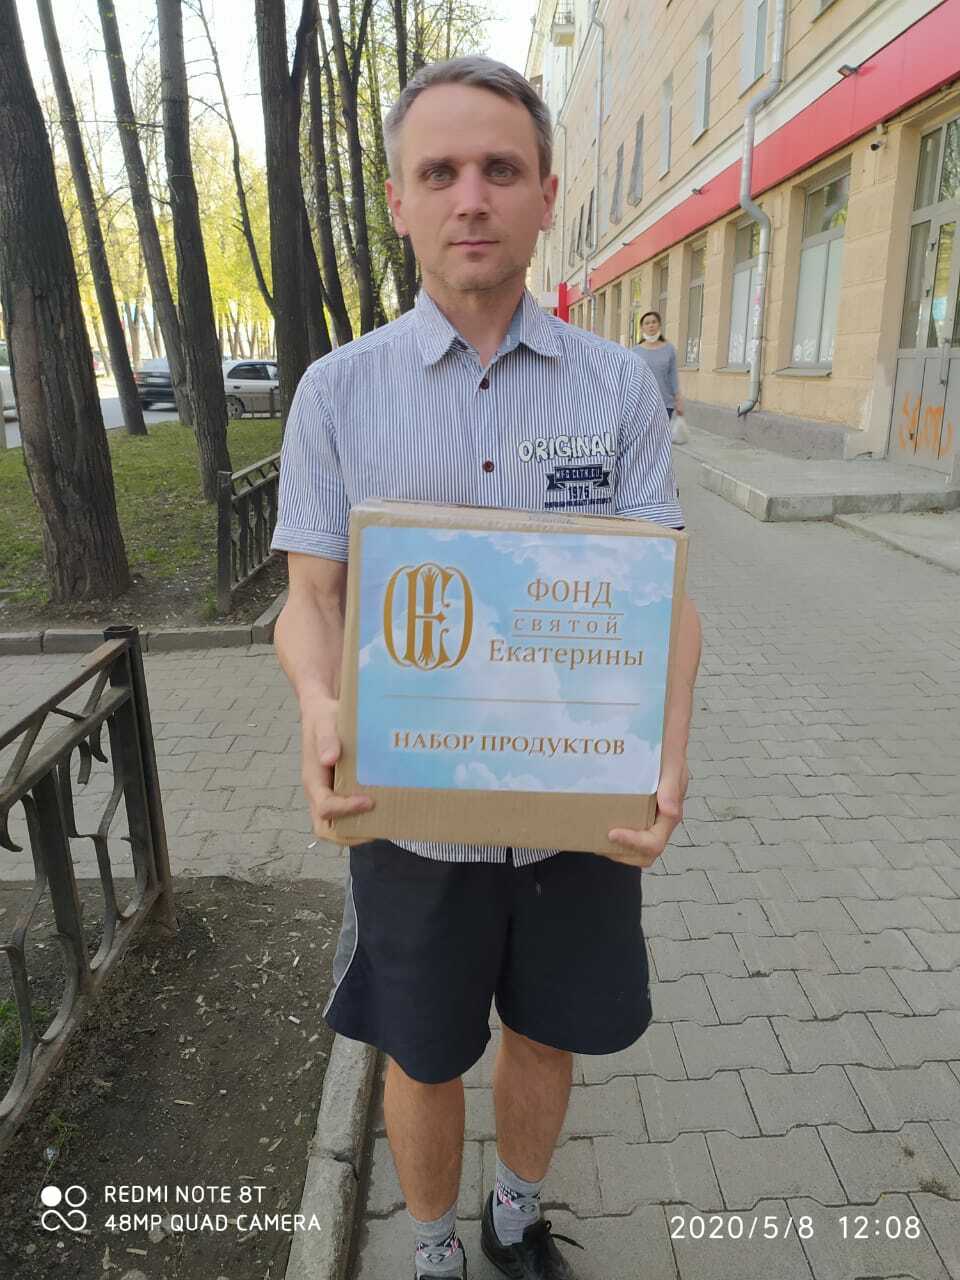 ORIGINAL
1975
ФОНД
СВЯТОЙ
Екатерины
НАБОР ПРОДУКТОВ
REDMI NOTE 8T
48MP QUAD CAMERA
2020/5/8 12:08